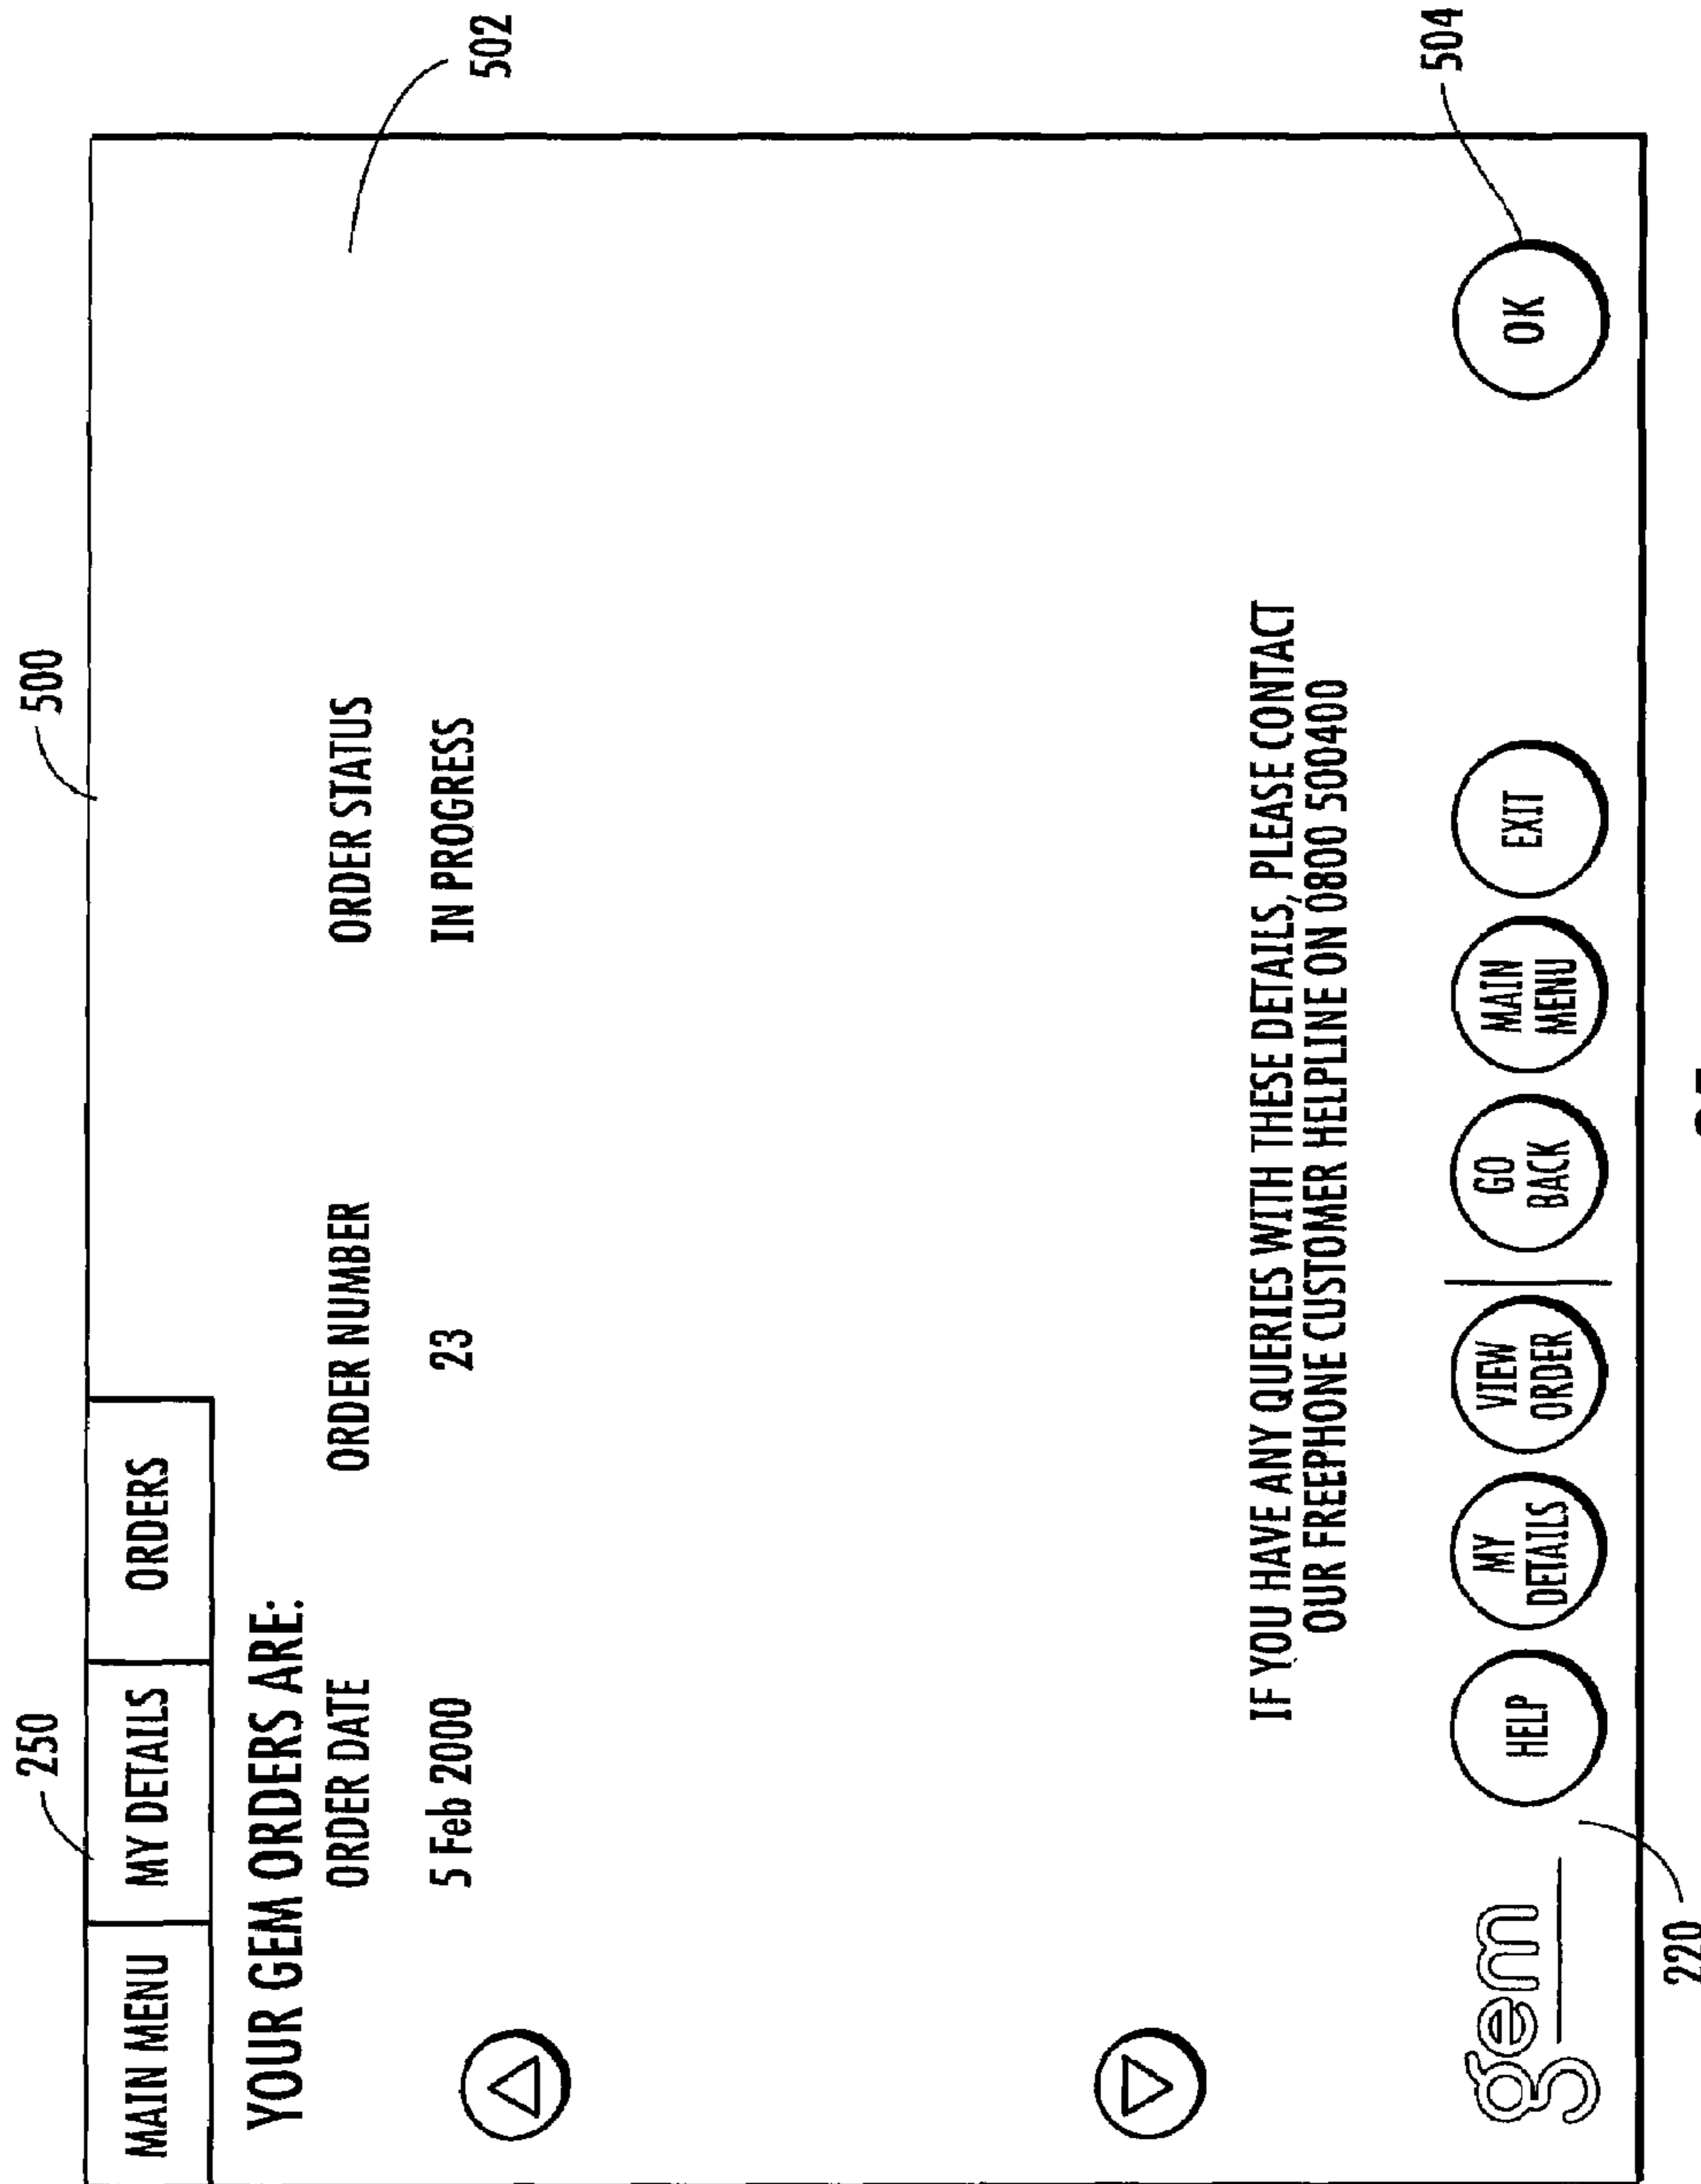 500
250
502
MAIN MENU
MY DETAILS
ORDERS
YOUR GEM ORDERS ARE:
ORDER DATE
ORDER NUMBER
ORDER STATUS
5 Feb 2000
23
IN PROGRESS
IF YOU HAVE ANY QUERIES WITH THESE DETAILS, PLEASE CONTACT
OUR FREEPHONE CUSTOMER HELPLINE ON 0800 500400
504
gem
HELP
MY
DETAILS
VIEW
ORDER
GO
BACK
MAIN
MENU
EXIT
OK
220